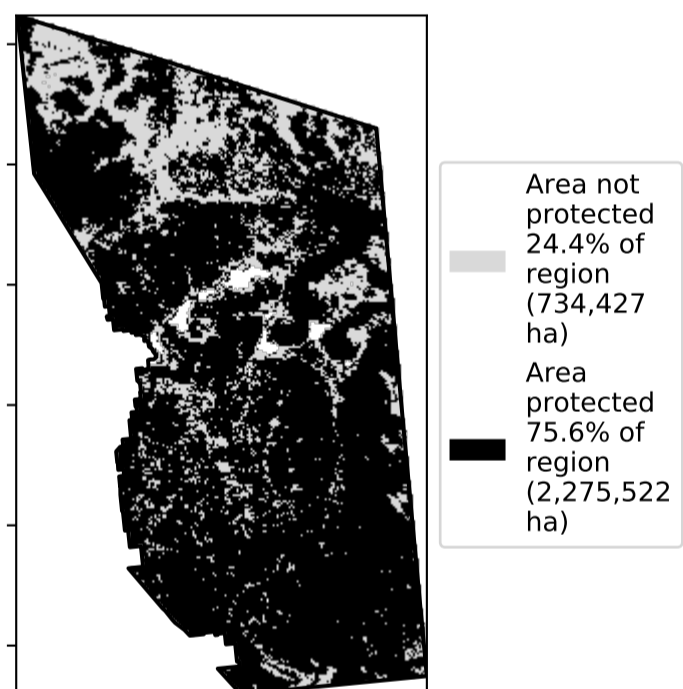 Area not
protected
24.4% of
region
(734,427
ha)
Area
protected
75.6% of
region
(2,275,522
ha)